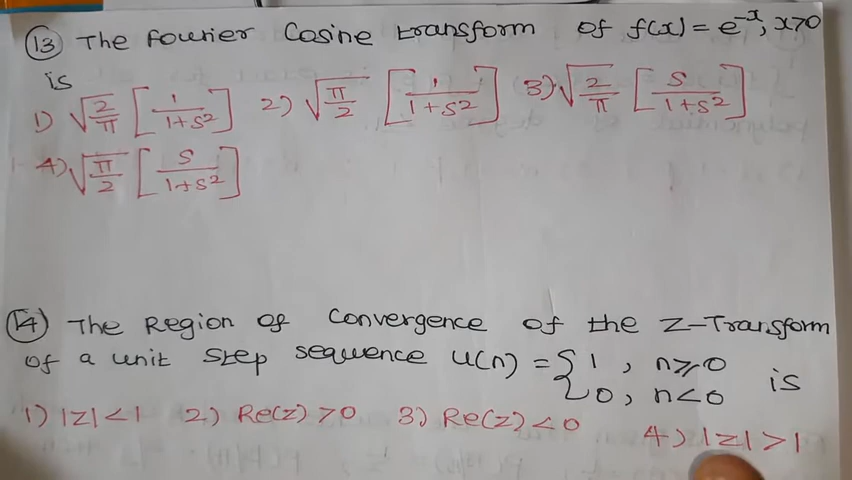 (13) The Fourier Cosine transform of f(x) = e^-x, x>0
is
1) √(2/π) [1/(1+s²)] 2) √(π/2) [1/(1+s²)] 3) √(2/π) [s/(1+s²)]
4) √(π/2) [s/(1+s²)]
(14) The Region of Convergence of the Z-Transform
of a unit step sequence u(n) = {1, n≥0
0, n<0 is
1) |z|<1 2) Re(z)>0 3) Re(z)<0 4) |z|>1